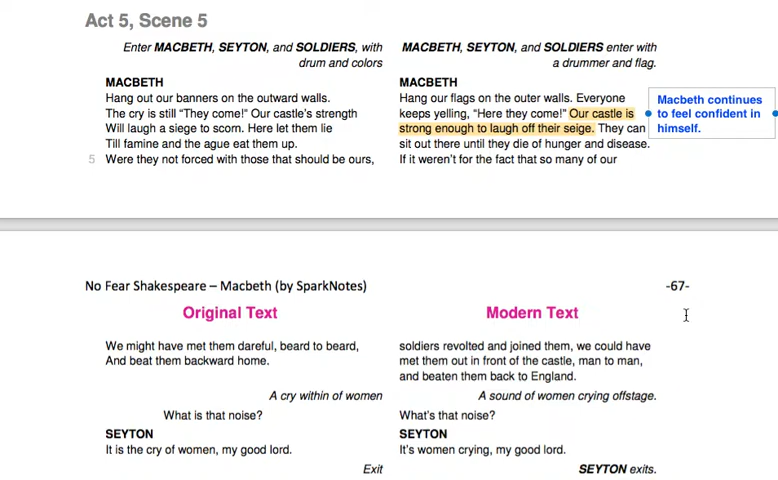 Act 5, Scene 5
Enter MACBETH, SEYTON, and SOLDIERS, with
drum and colors
MACBETH
Hang out our banners on the outward walls.
The cry is still “They come!” Our castle’s strength
Will laugh a siege to scorn. Here let them lie
Till famine and the ague eat them up.
5 Were they not forced with those that should be ours,
MACBETH, SEYTON, and SOLDIERS enter with
a drummer and flag.
MACBETH
Hang our flags on the outer walls. Everyone
keeps yelling, “Here they come!” Our castle is
strong enough to laugh off their seige. They can
sit out there until they die of hunger and disease.
If it weren’t for the fact that so many of our
Macbeth continues
to feel confident in
himself.
No Fear Shakespeare – Macbeth (by SparkNotes)
-67-
Original Text
We might have met them dareful, beard to beard,
And beat them backward home.
A cry within of women
What is that noise?
SEYTON
It is the cry of women, my good lord.
Exit
Modern Text
soldiers revolted and joined them, we could have
met them out in front of the castle, man to man,
and beaten them back to England.
A sound of women crying offstage.
What’s that noise?
SEYTON
It’s women crying, my good lord.
SEYTON exits.